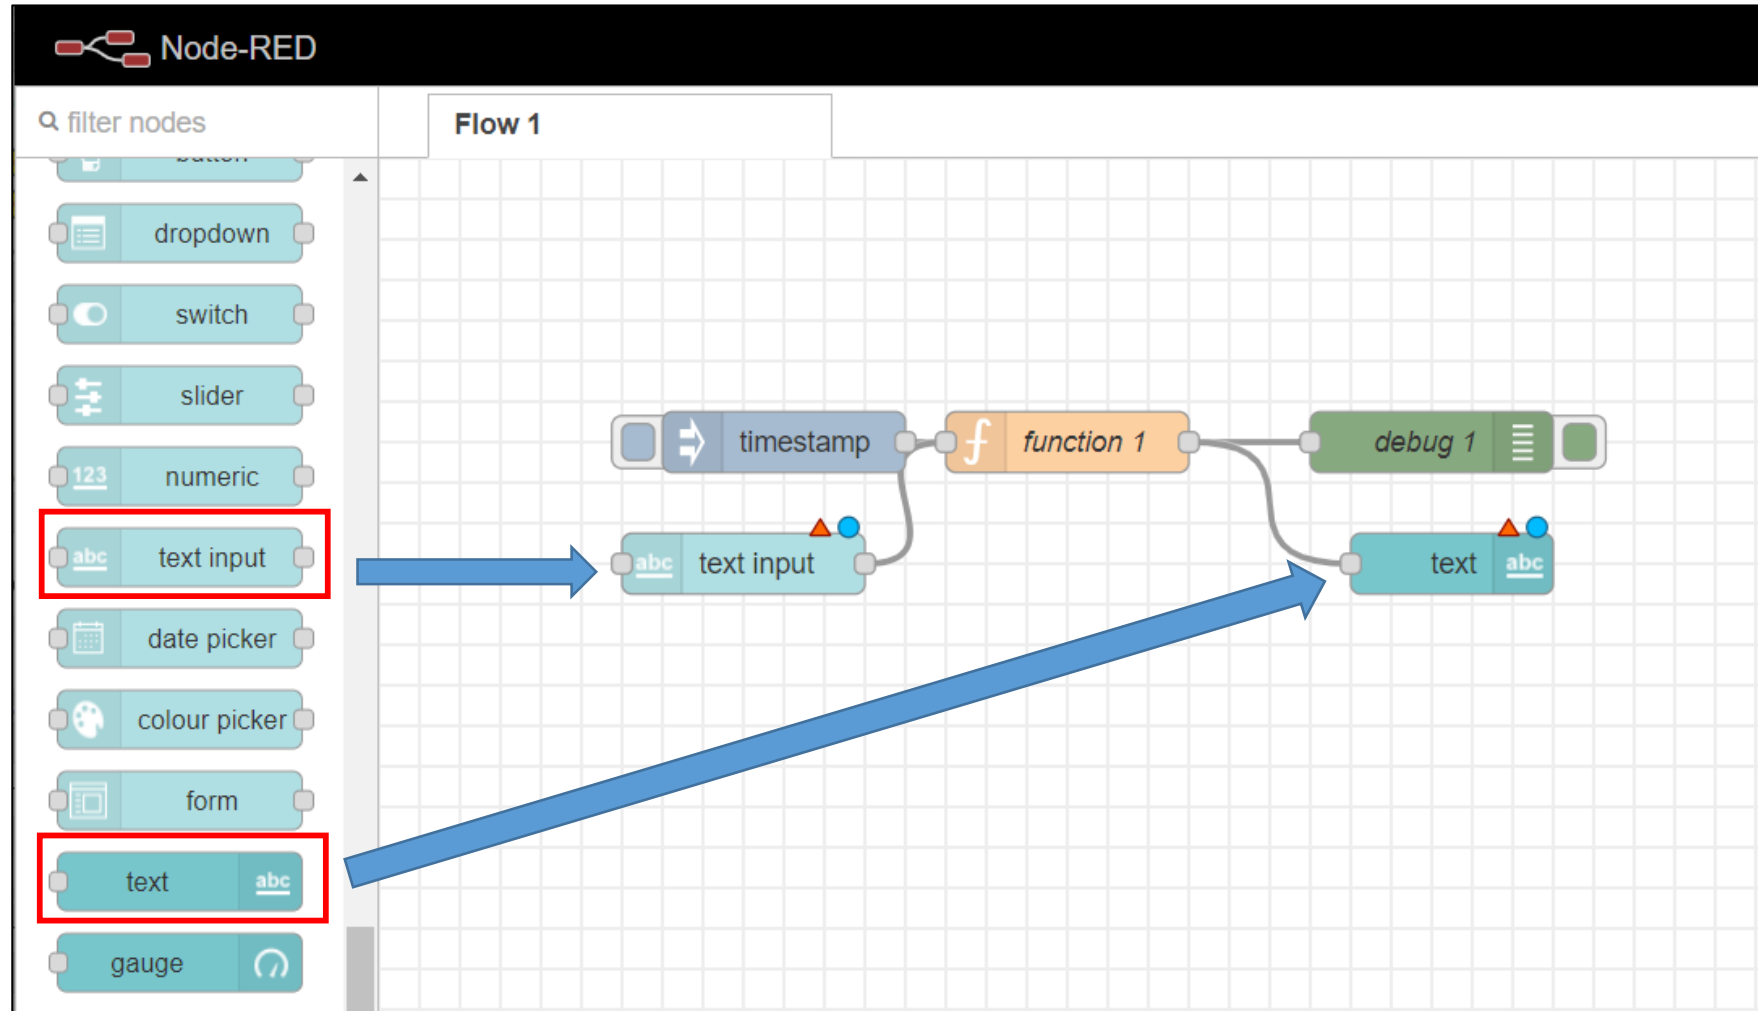 Node-RED
filter nodes
Flow 1
button
dropdown
switch
slider
123 numeric
abc text input
date picker
colour picker
form
text abc
gauge
timestamp
function 1
debug 1
abc text input
text abc